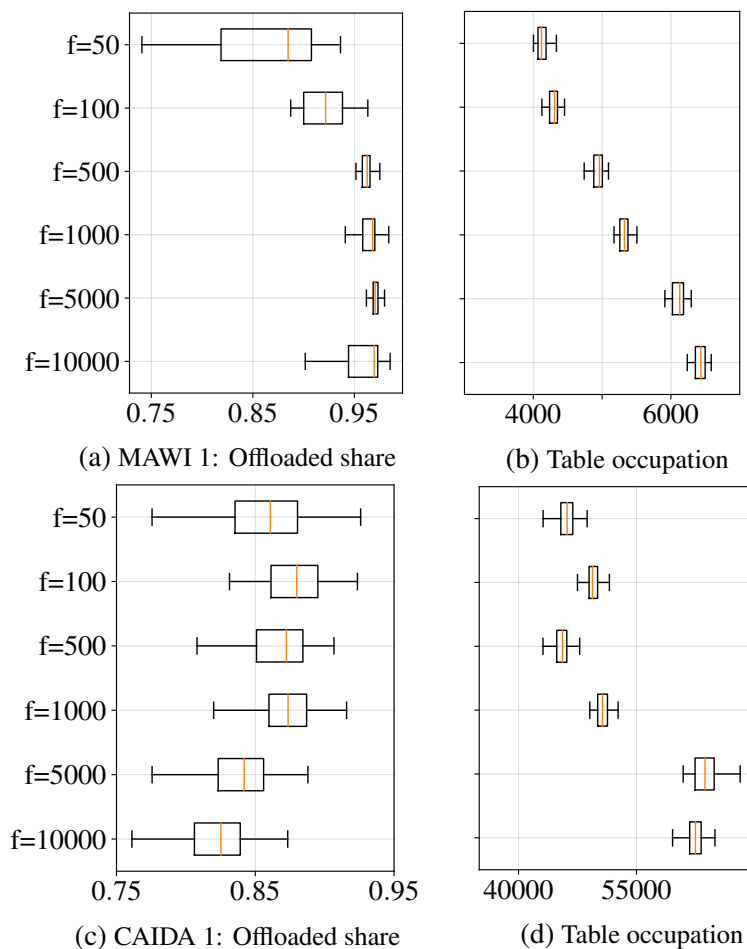 f=50
f=100
f=500
f=1000
f=5000
f=10000
0.75 0.85 0.95
4000 6000
(a) MAWI 1: Offloaded share
(b) Table occupation
f=50
f=100
f=500
f=1000
f=5000
f=10000
0.75 0.85 0.95
40000 55000
(c) CAIDA 1: Offloaded share
(d) Table occupation